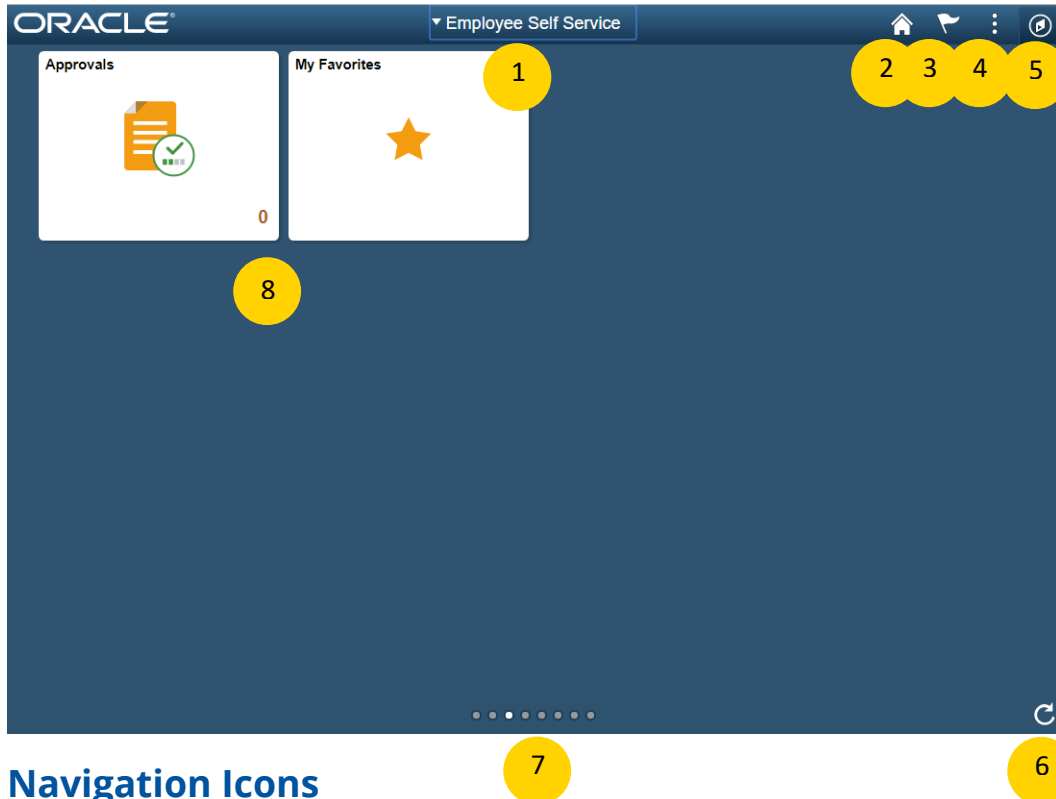 ORACLE®
Employee Self Service
Approvals
My Favorites
1
2
3
4
5
0
8
7
6
Navigation Icons